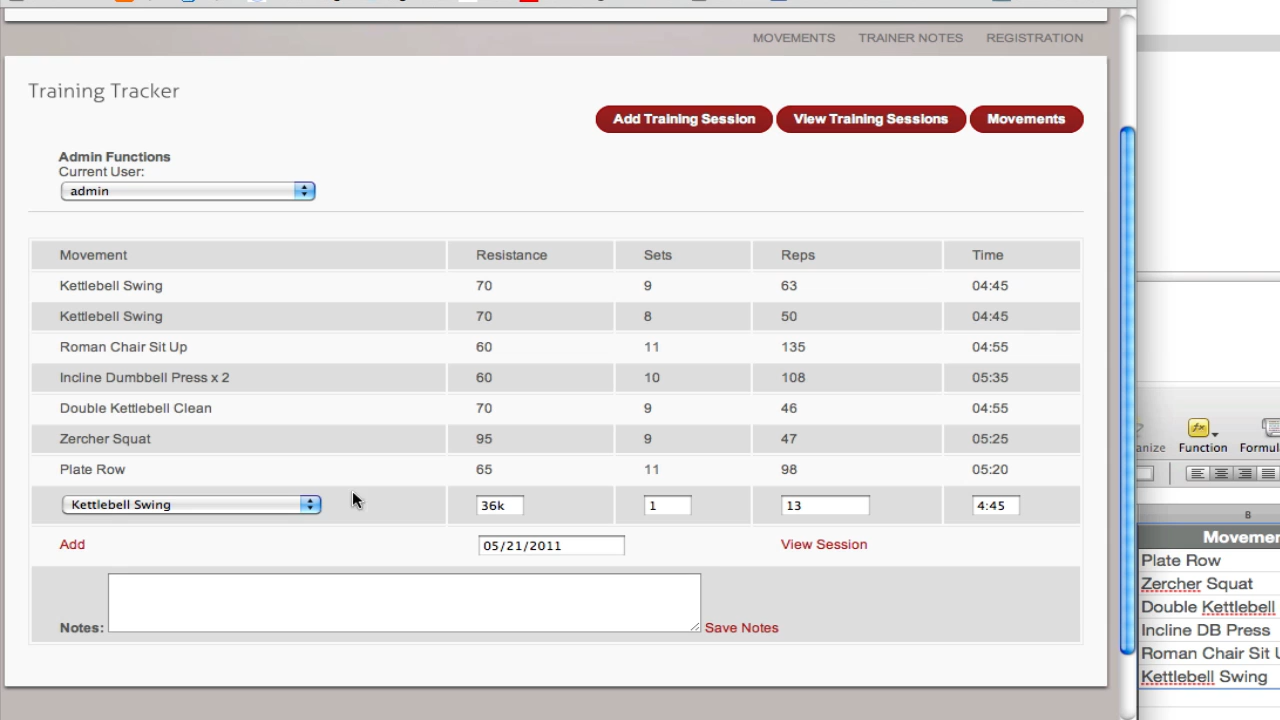 MOVEMENTS TRAINER NOTES REGISTRATION
Training Tracker
Add Training Session View Training Sessions Movements
Admin Functions
Current User:
admin
Movement Resistance Sets Reps Time
Kettlebell Swing 70 9 63 04:45
Kettlebell Swing 70 8 50 04:45
Roman Chair Sit Up 60 11 135 04:55
Incline Dumbbell Press x 2 60 10 108 05:35
Double Kettlebell Clean 70 9 46 04:55
Zercher Squat 95 9 47 05:25
Plate Row 65 11 98 05:20
Kettlebell Swing 36k 1 13 4:45
Add 05/21/2011 View Session
Notes: Save Notes
anize Function Formul
B
Movemer
Plate Row
Zercher Squat
Double Kettlebell
Incline DB Press
Roman Chair Sit U
Kettlebell Swing